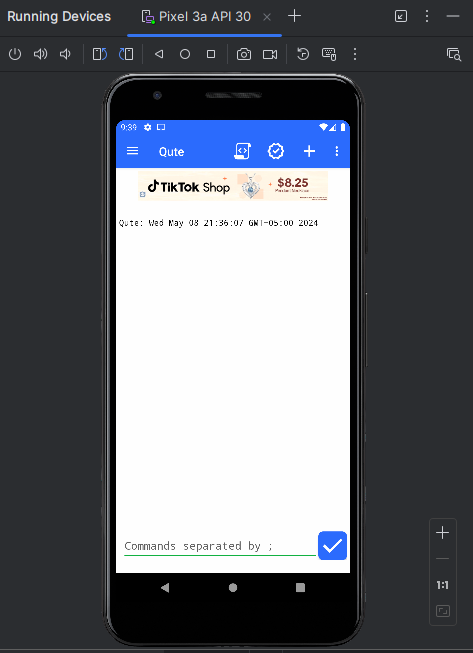 Running Devices
Pixel 3a API 30
9:39
Qute
TikTok Shop
$8.25
Qute: Wed May 08 21:36:07 GMT-05:00 2024
Commands separated by ;
1:1